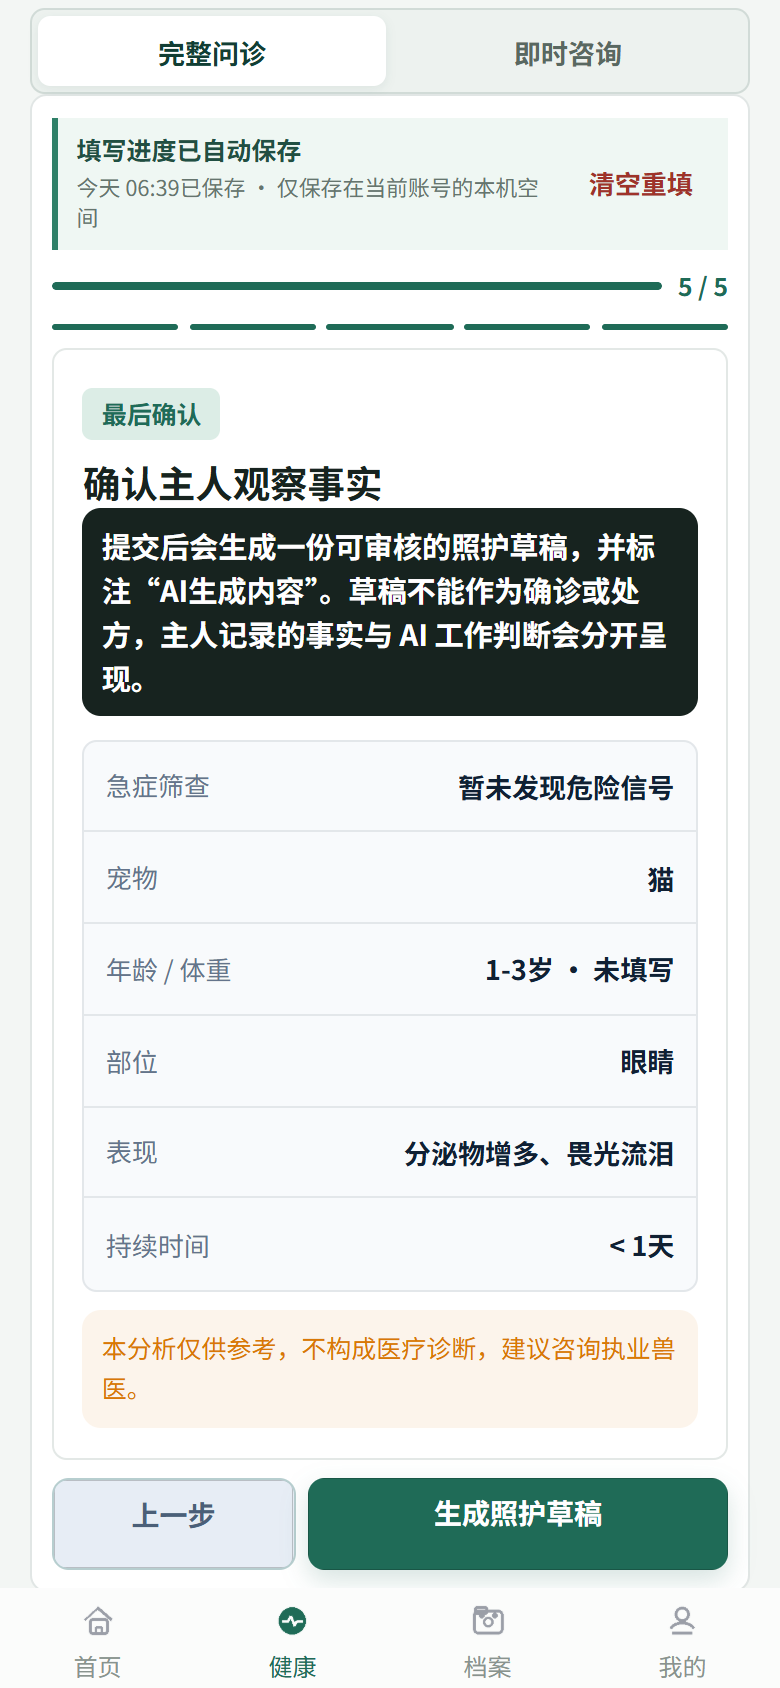 完整问诊
即时咨询
填写进度已自动保存
今天 06:39已保存 · 仅保存在当前账号的本机空
间
清空重填
5 / 5
最后确认
确认主人观察事实
提交后会生成一份可审核的照护草稿，并标
注“AI生成内容”。草稿不能作为确诊或处
方，主人记录的事实与 AI 工作判断会分开呈
现。
急症筛查
暂未发现危险信号
宠物
猫
年龄 / 体重
1-3岁 · 未填写
部位
眼睛
表现
分泌物增多、畏光流泪
持续时间
< 1天
本分析仅供参考，不构成医疗诊断，建议咨询执业兽
医。
上一步
生成照护草稿
首页
健康
档案
我的